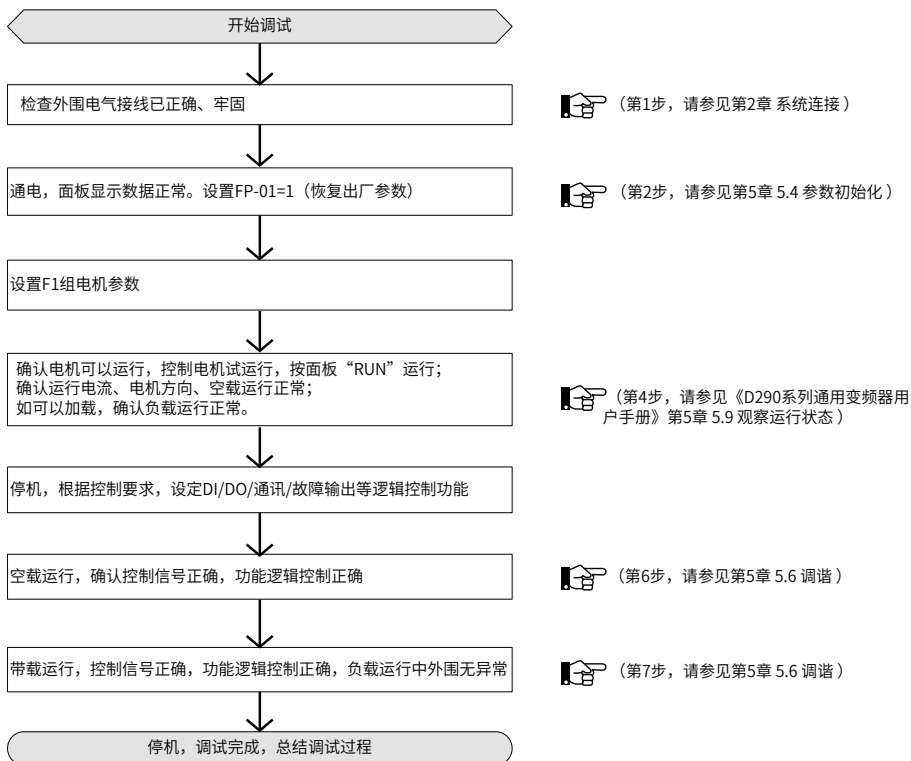 开始调试
检查外围电气接线已正确、牢固
（第1步，请参见第2章 系统连接 ）
通电，面板显示数据正常。设置FP-01=1（恢复出厂参数）
（第2步，请参见第5章 5.4 参数初始化 ）
设置F1组电机参数
确认电机可以运行，控制电机试运行，按面板“RUN”运行；
确认运行电流、电机方向、空载运行正常；
如可以加载，确认负载运行正常。
（第4步，请参见《D290系列通用变频器用
户手册》第5章 5.9 观察运行状态 ）
停机，根据控制要求，设定DI/DO/通讯/故障输出等逻辑控制功能
空载运行，确认控制信号正确，功能逻辑控制正确
（第6步，请参见第5章 5.6 调谐 ）
带载运行，控制信号正确，功能逻辑控制正确，负载运行中外围无异常
（第7步，请参见第5章 5.6 调谐 ）
停机，调试完成，总结调试过程